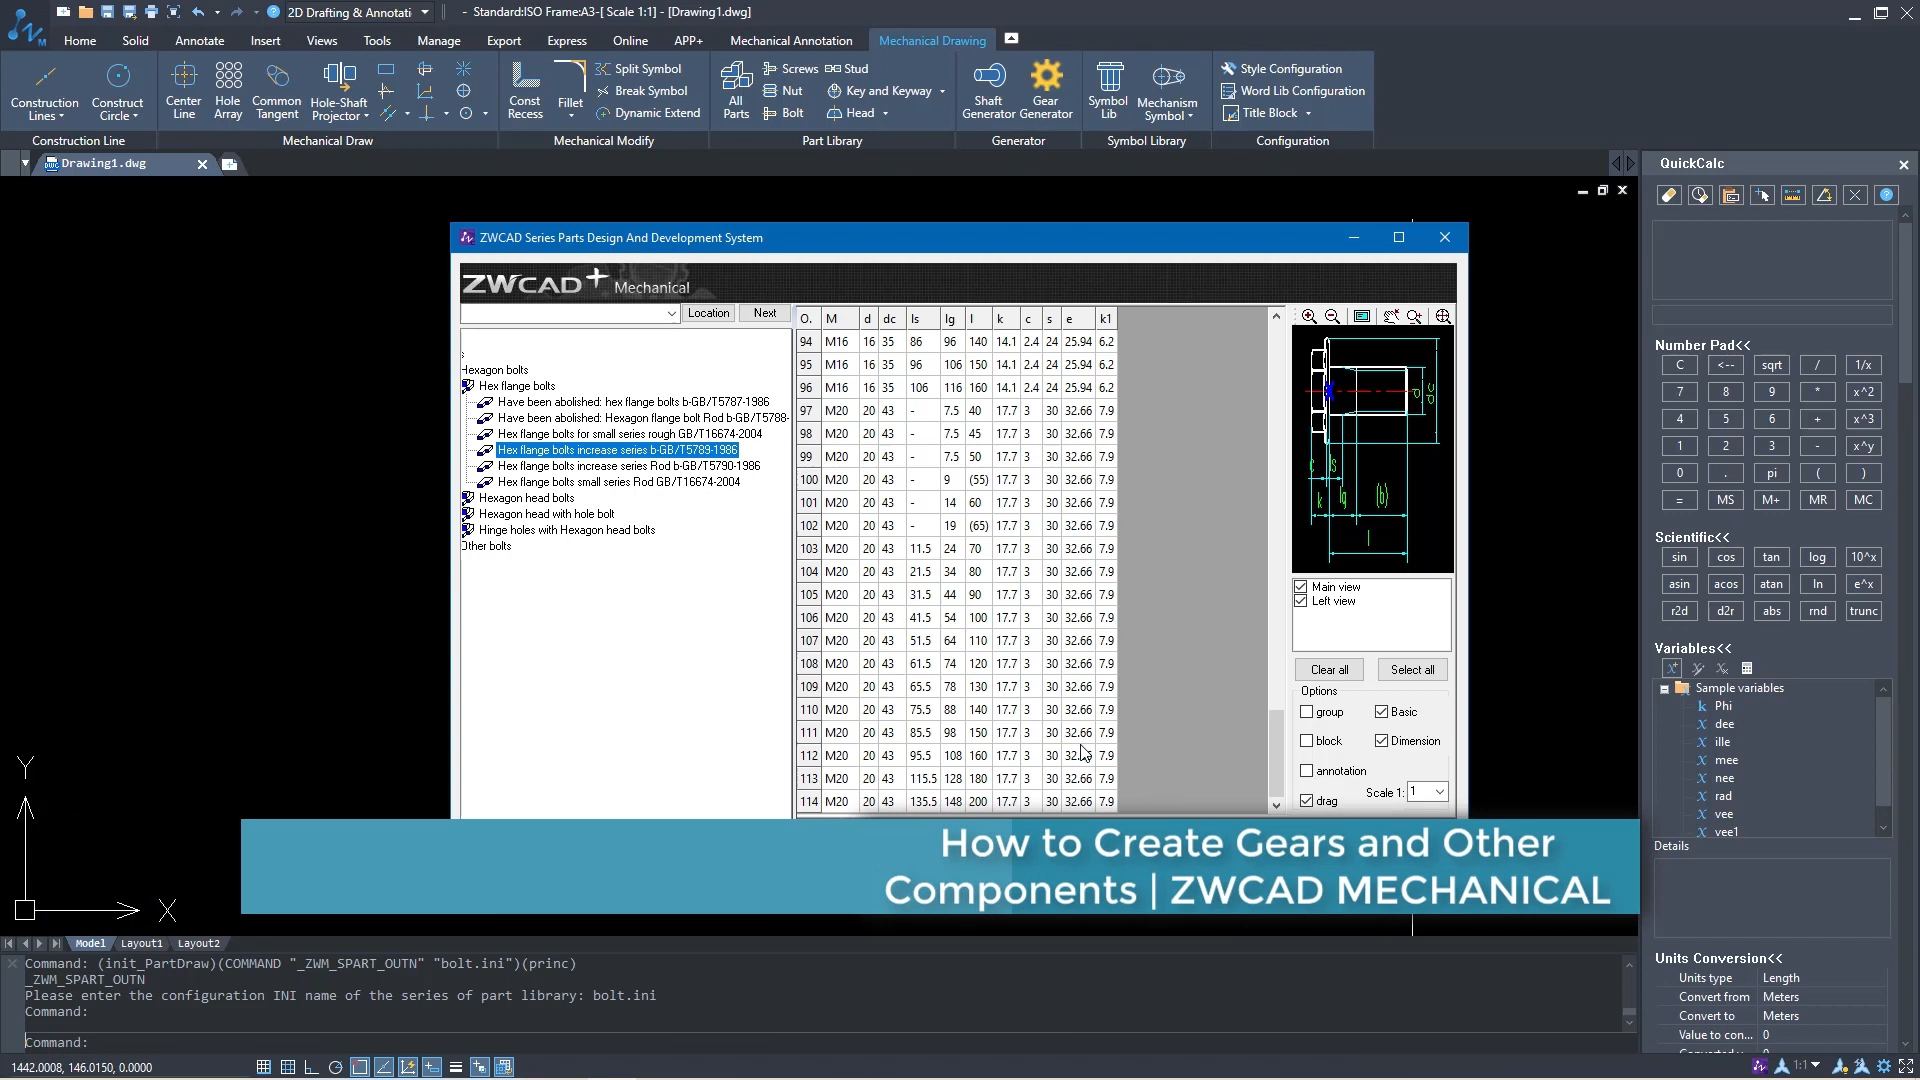 2D Drafting & Annotati
- Standard:ISO Frame:A3-[ Scale 1:1] - [Drawing1.dwg]
Home Solid Annotate Insert Views Tools Manage Export Express Online APP+ Mechanical Annotation Mechanical Drawing
Construction Lines
Construct Circle
Construction Line
Center Line
Hole Array
Common Tangent
Hole-Shaft Projector
Mechanical Draw
Const Recess
Fillet
Split Symbol
Break Symbol
Dynamic Extend
Mechanical Modify
All Parts
Screws
Stud
Nut
Key and Keyway
Bolt
Head
Part Library
Shaft Generator
Gear Generator
Generator
Symbol Lib
Mechanism Symbol
Symbol Library
Style Configuration
Word Lib Configuration
Title Block
Configuration
Drawing1.dwg
ZWCAD Series Parts Design And Development System
ZWCAD+ Mechanical
Location Next
Hexagon bolts
Hex flange bolts
Have been abolished: hex flange bolts b-GB/T5787-1986
Have been abolished: Hexagon flange bolt Rod b-GB/T5788-
Hex flange bolts for small series rough GB/T16674-2004
Hex flange bolts increase series b-GB/T5789-1986
Hex flange bolts increase series Rod b-GB/T5790-1986
Hex flange bolts small series Rod GB/T16674-2004
Hexagon head bolts
Hexagon head with hole bolt
Hinge holes with Hexagon head bolts
Other bolts
O. M d dc ls lg l k c s e k1
94 M16 16 35 86 96 140 14.1 2.4 24 25.94 6.2
95 M16 16 35 96 106 150 14.1 2.4 24 25.94 6.2
96 M16 16 35 106 116 160 14.1 2.4 24 25.94 6.2
97 M20 20 43 - 7.5 40 17.7 3 30 32.66 7.9
98 M20 20 43 - 7.5 45 17.7 3 30 32.66 7.9
99 M20 20 43 - 7.5 50 17.7 3 30 32.66 7.9
100 M20 20 43 - 9 (55) 17.7 3 30 32.66 7.9
101 M20 20 43 - 14 60 17.7 3 30 32.66 7.9
102 M20 20 43 - 19 (65) 17.7 3 30 32.66 7.9
103 M20 20 43 11.5 24 70 17.7 3 30 32.66 7.9
104 M20 20 43 21.5 34 80 17.7 3 30 32.66 7.9
105 M20 20 43 31.5 44 90 17.7 3 30 32.66 7.9
106 M20 20 43 41.5 54 100 17.7 3 30 32.66 7.9
107 M20 20 43 51.5 64 110 17.7 3 30 32.66 7.9
108 M20 20 43 61.5 74 120 17.7 3 30 32.66 7.9
109 M20 20 43 65.5 78 130 17.7 3 30 32.66 7.9
110 M20 20 43 75.5 88 140 17.7 3 30 32.66 7.9
111 M20 20 43 85.5 98 150 17.7 3 30 32.66 7.9
112 M20 20 43 95.5 108 160 17.7 3 30 32.66 7.9
113 M20 20 43 115.5 128 180 17.7 3 30 32.66 7.9
114 M20 20 43 135.5 148 200 17.7 3 30 32.66 7.9
c ls
k lg (b)
l
Main view
Left view
Clear all Select all
Options
group Basic
block Dimension
annotation
drag Scale 1: 1
How to Create Gears and Other
Components | ZWCAD MECHANICAL
Y
X
Model Layout1 Layout2
Command: (init_PartDraw)(COMMAND "_ZWM_SPART_OUTN" "bolt.ini")(princ)
_ZWM_SPART_OUTN
Please enter the configuration INI name of the series of part library: bolt.ini
Command:
Command:
1442.0008, 146.0150, 0.0000
1:1
QuickCalc
Number Pad<<
C <-- sqrt / 1/x
7 8 9 * x^2
4 5 6 + x^3
1 2 3 - x^y
0 . pi ( )
= MS M+ MR MC
Scientific<<
sin cos tan log 10^x
asin acos atan ln e^x
r2d d2r abs rnd trunc
Variables<<
Sample variables
k Phi
X dee
X ille
X mee
X nee
X rad
X vee
X vee1
Details
Units Conversion<<
Units type Length
Convert from Meters
Convert to Meters
Value to con... 0